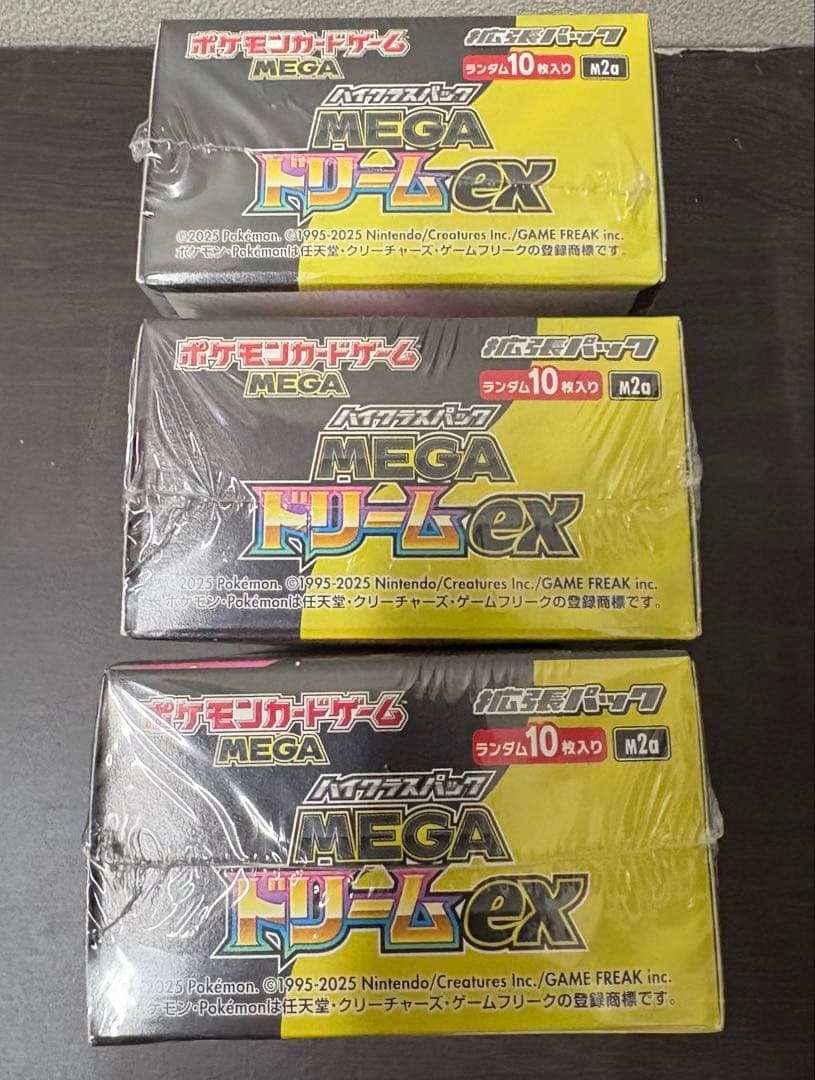 ポケモンカードゲーム
MEGA
拡張パック
ランダム10枚入り M2a
ハイクラスパック
MEGA
ドリームex
©2025 Pokémon. ©1995-2025 Nintendo/Creatures Inc./GAME FREAK inc.
ポケモン・Pokémonは任天堂・クリーチャーズ・ゲームフリークの登録商標です。
ポケモンカードゲーム
MEGA
拡張パック
ランダム10枚入り M2a
ハイクラスパック
MEGA
ドリームex
2025 Pokémon. ©1995-2025 Nintendo/Creatures Inc./GAME FREAK inc.
ポケモン・Pokémonは任天堂・クリーチャーズ・ゲームフリークの登録商標です。
ポケモンカードゲーム
MEGA
拡張パック
ランダム10枚入り M2a
ハイクラスパック
MEGA
ドリームex
2025 Pokémon. ©1995-2025 Nintendo/Creatures Inc./GAME FREAK inc.
ポケモン・Pokémonは任天堂・クリーチャーズ・ゲームフリークの登録商標です。